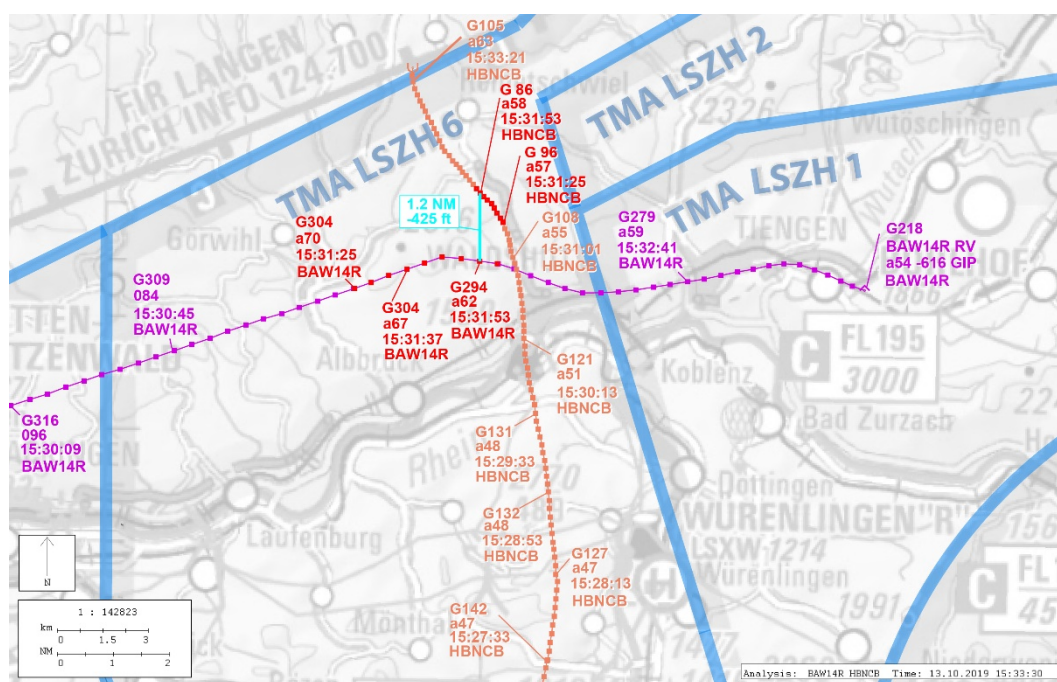 G105
a63
15:33:21
HBNCB
FIR LANGEN
ZÜRICH
124.700
TMA LSZH 6
TMA LSZH 2
TMA LSZH 1
2326
Wutöschingen
G 86
a58
15:31:53
HBNCB
G 96
a57
15:31:25
HBNCB
1.2 NM
-425 ft
G108
a55
15:31:01
HBNCB
Görwihl
G304
a70
15:31:25
BAW14R
G279
a59
15:32:41
BAW14R
G218
BAW14R RV
a54 -616 GIP
BAW14R
G309
084
15:30:45
BAW14R
G304
a67
15:31:37
BAW14R
G294
a62
15:31:53
BAW14R
Albbruck
G121
a51
15:30:13
HBNCB
Koblenz
C FL195
3000
Bad Zurzach
G316
096
15:30:09
BAW14R
G131
a48
15:29:33
HBNCB
Laufenburg
G132
a48
15:28:53
HBNCB
Döttingen
WÜRENLINGEN
LSXW
Würenlingen
G127
a47
15:28:13
HBNCB
H
1991
C
G142
a47
15:27:33
HBNCB
N
1 : 142823
km
0 1.5 3
NM
0 1 2
Analysis: BAW14R HBNCB Time: 13.10.2019 15:33:30